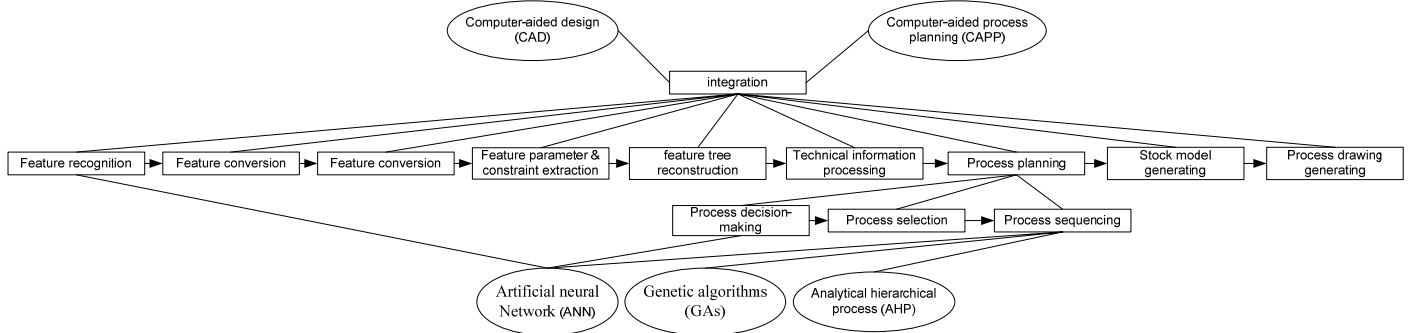 Computer-aided design
(CAD)
Computer-aided process
planning (CAPP)
integration
Feature recognition
Feature conversion
Feature conversion
Feature parameter &
constraint extraction
feature tree
reconstruction
Technical information
processing
Process planning
Stock model
generating
Process drawing
generating
Process decision-
making
Process selection
Process sequencing
Artificial neural
Network (ANN)
Genetic algorithms
(GAs)
Analytical hierarchical
process (AHP)